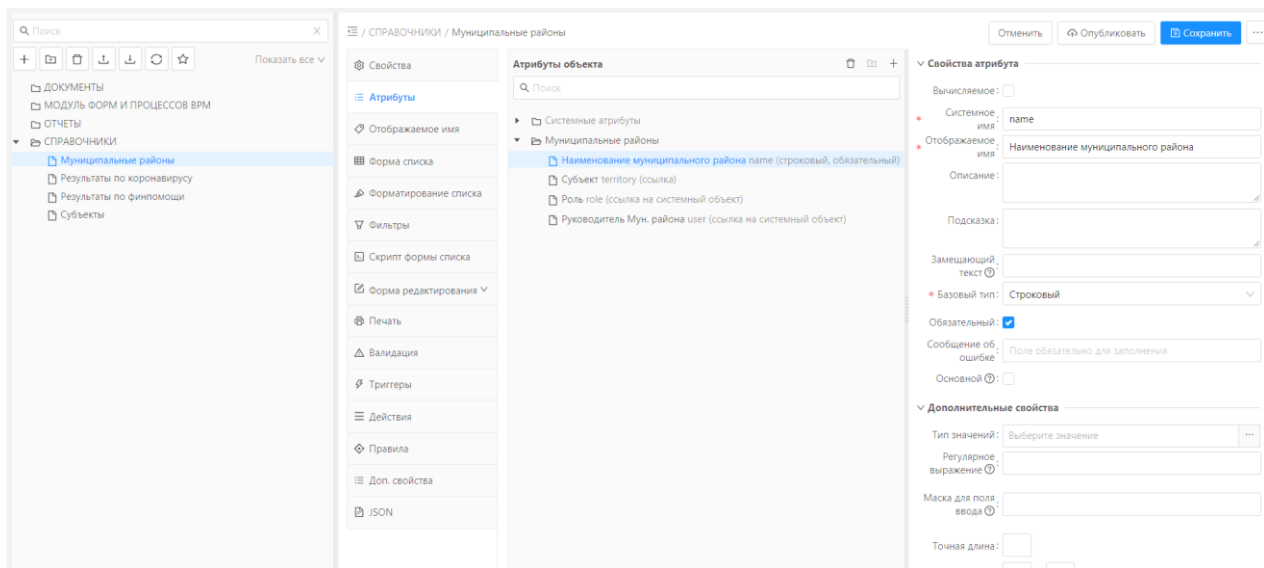 Поиск
Показать все
ДОКУМЕНТЫ
МОДУЛЬ ФОРМ И ПРОЦЕССОВ BPM
ОТЧЕТЫ
СПРАВОЧНИКИ
Муниципальные районы
Результаты по коронавирусу
Результаты по финпомощи
Субъекты
/ СПРАВОЧНИКИ / Муниципальные районы
Отменить
Опубликовать
Сохранить
Свойства
Атрибуты
Отображаемое имя
Форма списка
Форматирование списка
Фильтры
Скрипт формы списка
Форма редактирования
Печать
Валидация
Триггеры
Действия
Правила
Доп. свойства
JSON
Атрибуты объекта
Поиск
Системные атрибуты
Муниципальные районы
Наименование муниципального района name (строковый, обязательный)
Субъект territory (ссылка)
Роль role (ссылка на системный объект)
Руководитель Мун. района user (ссылка на системный объект)
Свойства атрибута
Вычисляемое:
* Системное имя: name
* Отображаемое имя: Наименование муниципального района
Описание:
Подсказка:
Замещающий текст:
* Базовый тип: Строковый
Обязательный:
Сообщение об ошибке: Поле обязательно для заполнения
Основной:
Дополнительные свойства
Тип значений: Выберите значение
Регулярное выражение:
Маска для поля ввода:
Точная длина: